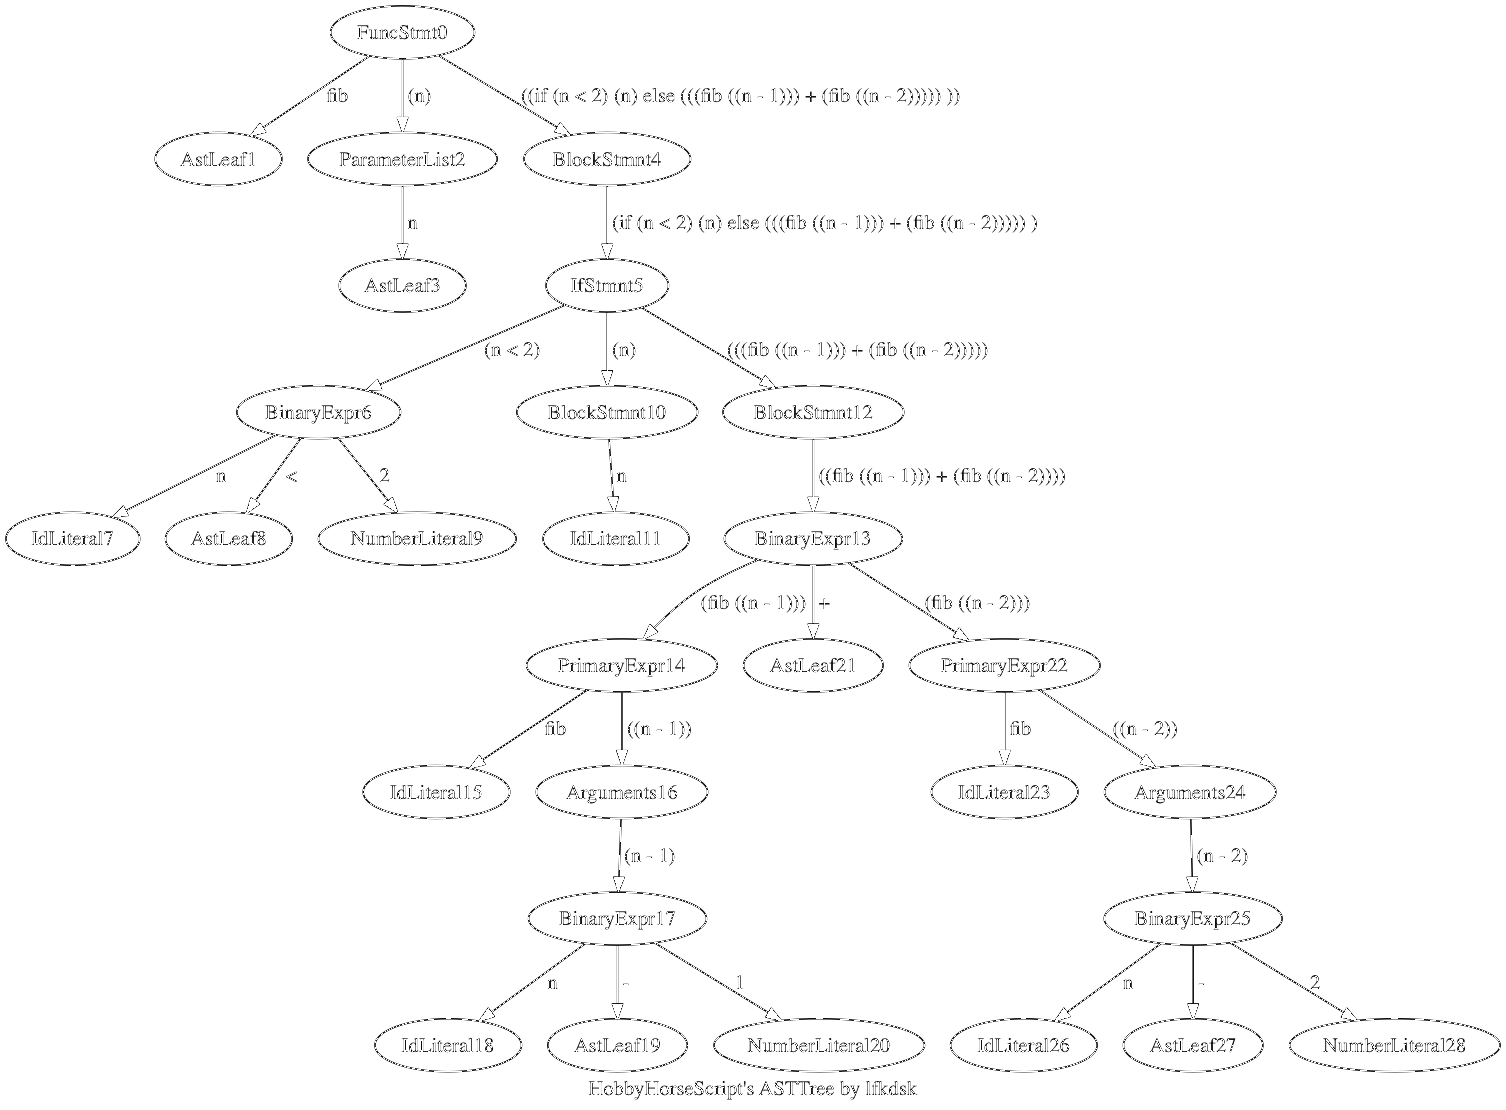 FuncStmt0
fib (n) ((if (n < 2) (n) else (((fib ((n - 1))) + (fib ((n - 2))))) ))
AstLeaf1 ParameterList2 BlockStmnt4
n (if (n < 2) (n) else (((fib ((n - 1))) + (fib ((n - 2))))) )
AstLeaf3 IfStmnt5
(n < 2) (n) (((fib ((n - 1))) + (fib ((n - 2)))))
BinaryExpr6 BlockStmnt10 BlockStmnt12
n < 2 n ((fib ((n - 1))) + (fib ((n - 2))))
IdLiteral7 AstLeaf8 NumberLiteral9 IdLiteral11 BinaryExpr13
(fib ((n - 1))) + (fib ((n - 2)))
PrimaryExpr14 AstLeaf21 PrimaryExpr22
fib ((n - 1)) fib ((n - 2))
IdLiteral15 Arguments16 IdLiteral23 Arguments24
(n - 1) (n - 2)
BinaryExpr17 BinaryExpr25
n - 1 n - 2
IdLiteral18 AstLeaf19 NumberLiteral20 IdLiteral26 AstLeaf27 NumberLiteral28
HobbyHorseScript's ASTTree by lfkdsk